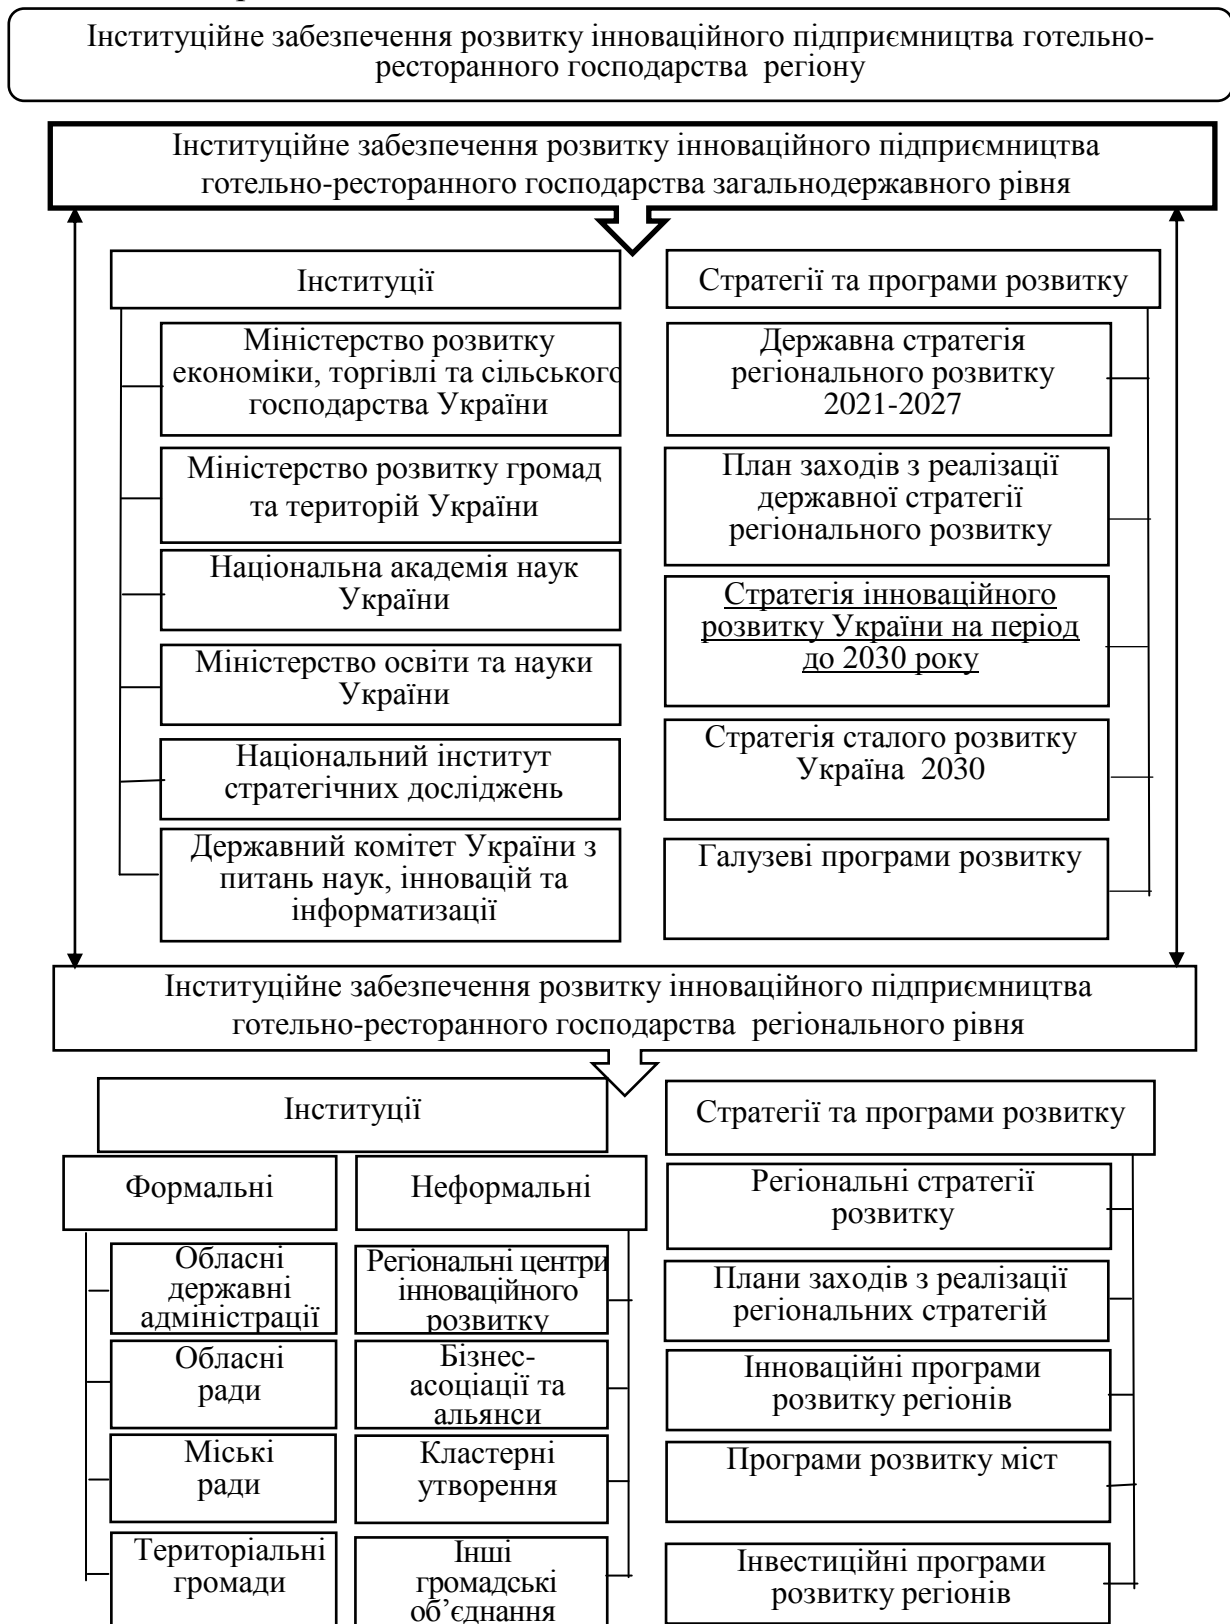 Інституційне забезпечення розвитку інноваційного підприємництва готельно-
ресторанного господарства регіону
Інституційне забезпечення розвитку інноваційного підприємництва
готельно-ресторанного господарства загальнодержавного рівня
Інституції
Міністерство розвитку
економіки, торгівлі та сільського
господарства України
Міністерство розвитку громад
та територій України
Національна академія наук
України
Міністерство освіти та науки
України
Національний інститут
стратегічних досліджень
Державний комітет України з
питань наук, інновацій та
інформатизації
Стратегії та програми розвитку
Державна стратегія
регіонального розвитку
2021-2027
План заходів з реалізації
державної стратегії
регіонального розвитку
Стратегія інноваційного
розвитку України на період
до 2030 року
Стратегія сталого розвитку
Україна 2030
Галузеві програми розвитку
Інституційне забезпечення розвитку інноваційного підприємництва
готельно-ресторанного господарства регіонального рівня
Інституції
Формальні
Обласні
державні
адміністрації
Обласні
ради
Міські
ради
Територіальні
громади
Неформальні
Регіональні центри
інноваційного
розвитку
Бізнес-
асоціації та
альянси
Кластерні
утворення
Інші
громадські
об’єднання
Стратегії та програми розвитку
Регіональні стратегії
розвитку
Плани заходів з реалізації
регіональних стратегій
Інноваційні програми
розвитку регіонів
Програми розвитку міст
Інвестиційні програми
розвитку регіонів